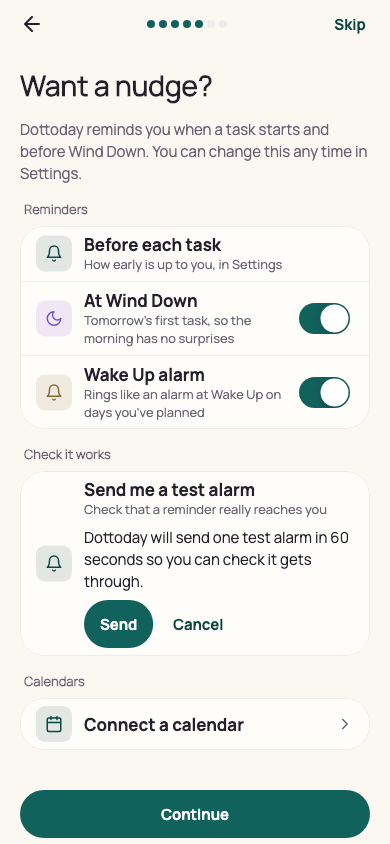 Skip
Want a nudge?
Dottoday reminds you when a task starts and
before Wind Down. You can change this any time in
Settings.
Reminders
Before each task
How early is up to you, in Settings
At Wind Down
Tomorrow's first task, so the
morning has no surprises
Wake Up alarm
Rings like an alarm at Wake Up on
days you've planned
Check it works
Send me a test alarm
Check that a reminder really reaches you
Dottoday will send one test alarm in 60
seconds so you can check it gets
through.
Send
Cancel
Calendars
Connect a calendar
Continue